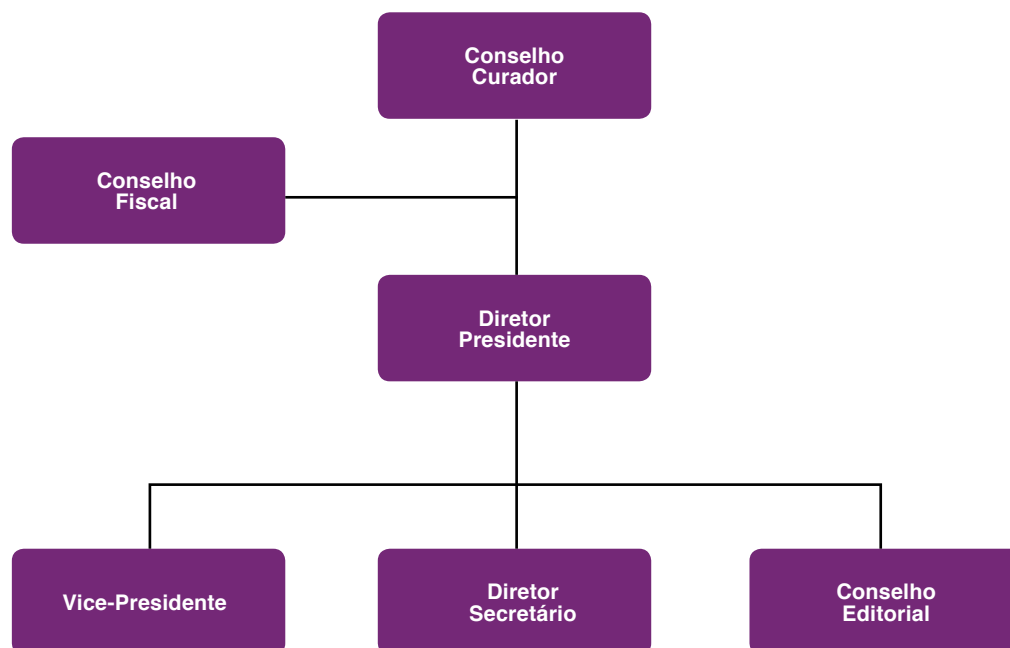 Conselho
Curador
Conselho
Fiscal
Diretor
Presidente
Vice-Presidente
Diretor
Secretário
Conselho
Editorial